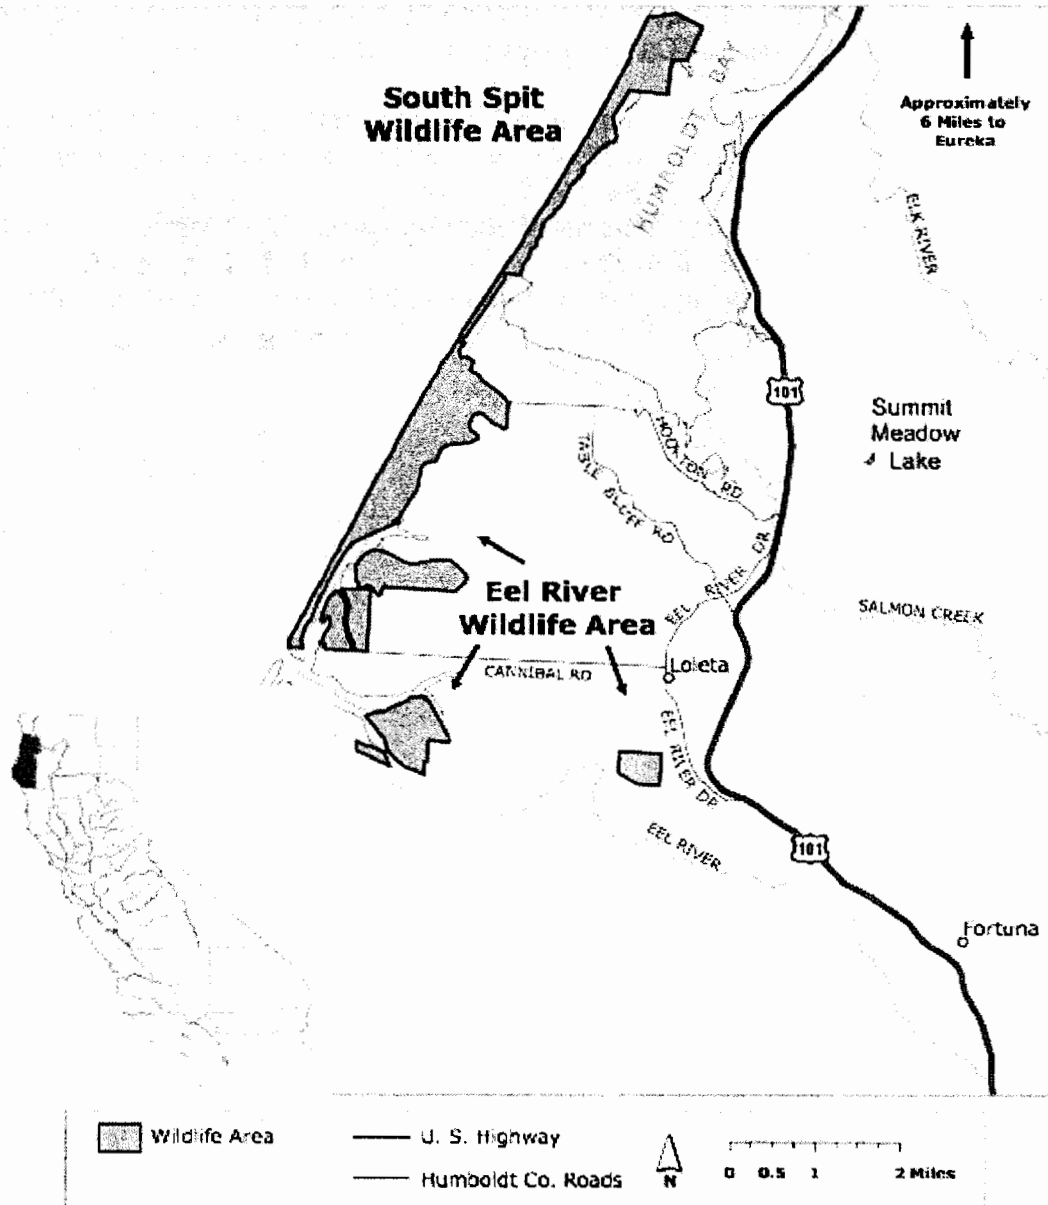 South Spit
Wildlife Area
HUMBOLDT BAY
Approximately
6 Miles to
Eureka
ELK RIVER
101
Summit
Meadow
Lake
HOOKTON RD
TABLE BLUFF RD
EEL RIVER DR
SALMON CREEK
Eel River
Wildlife Area
Loleta
CANNIBAL RD
EEL RIVER DR
EEL RIVER
101
Fortuna
Wildlife Area
U. S. Highway
Humboldt Co. Roads
N
0 0.5 1 2 Miles